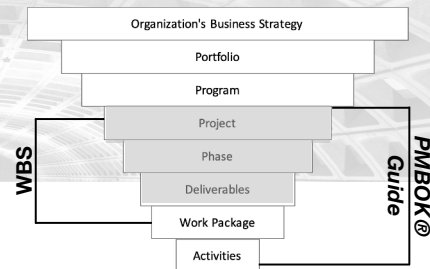 Organization's Business Strategy
Portfolio
Program
Project
Phase
Deliverables
Work Package
Activities
WBS
PMBOK®
Guide